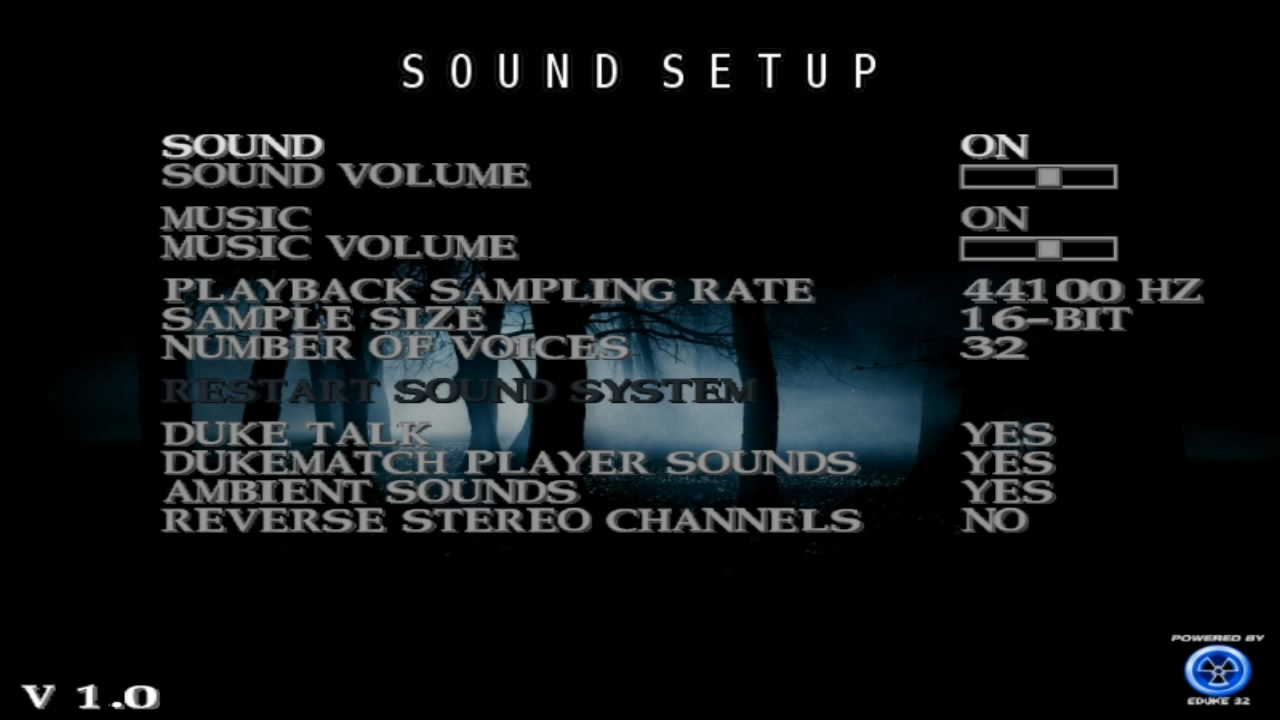 SOUND SETUP
SOUND ON
SOUND VOLUME
MUSIC ON
MUSIC VOLUME
PLAYBACK SAMPLING RATE 44100 HZ
SAMPLE SIZE 16-BIT
NUMBER OF VOICES 32
RESTART SOUND SYSTEM
DUKE TALK YES
DUKEMATCH PLAYER SOUNDS YES
AMBIENT SOUNDS YES
REVERSE STEREO CHANNELS NO
POWERED BY
EDUKE 32
V 1.0